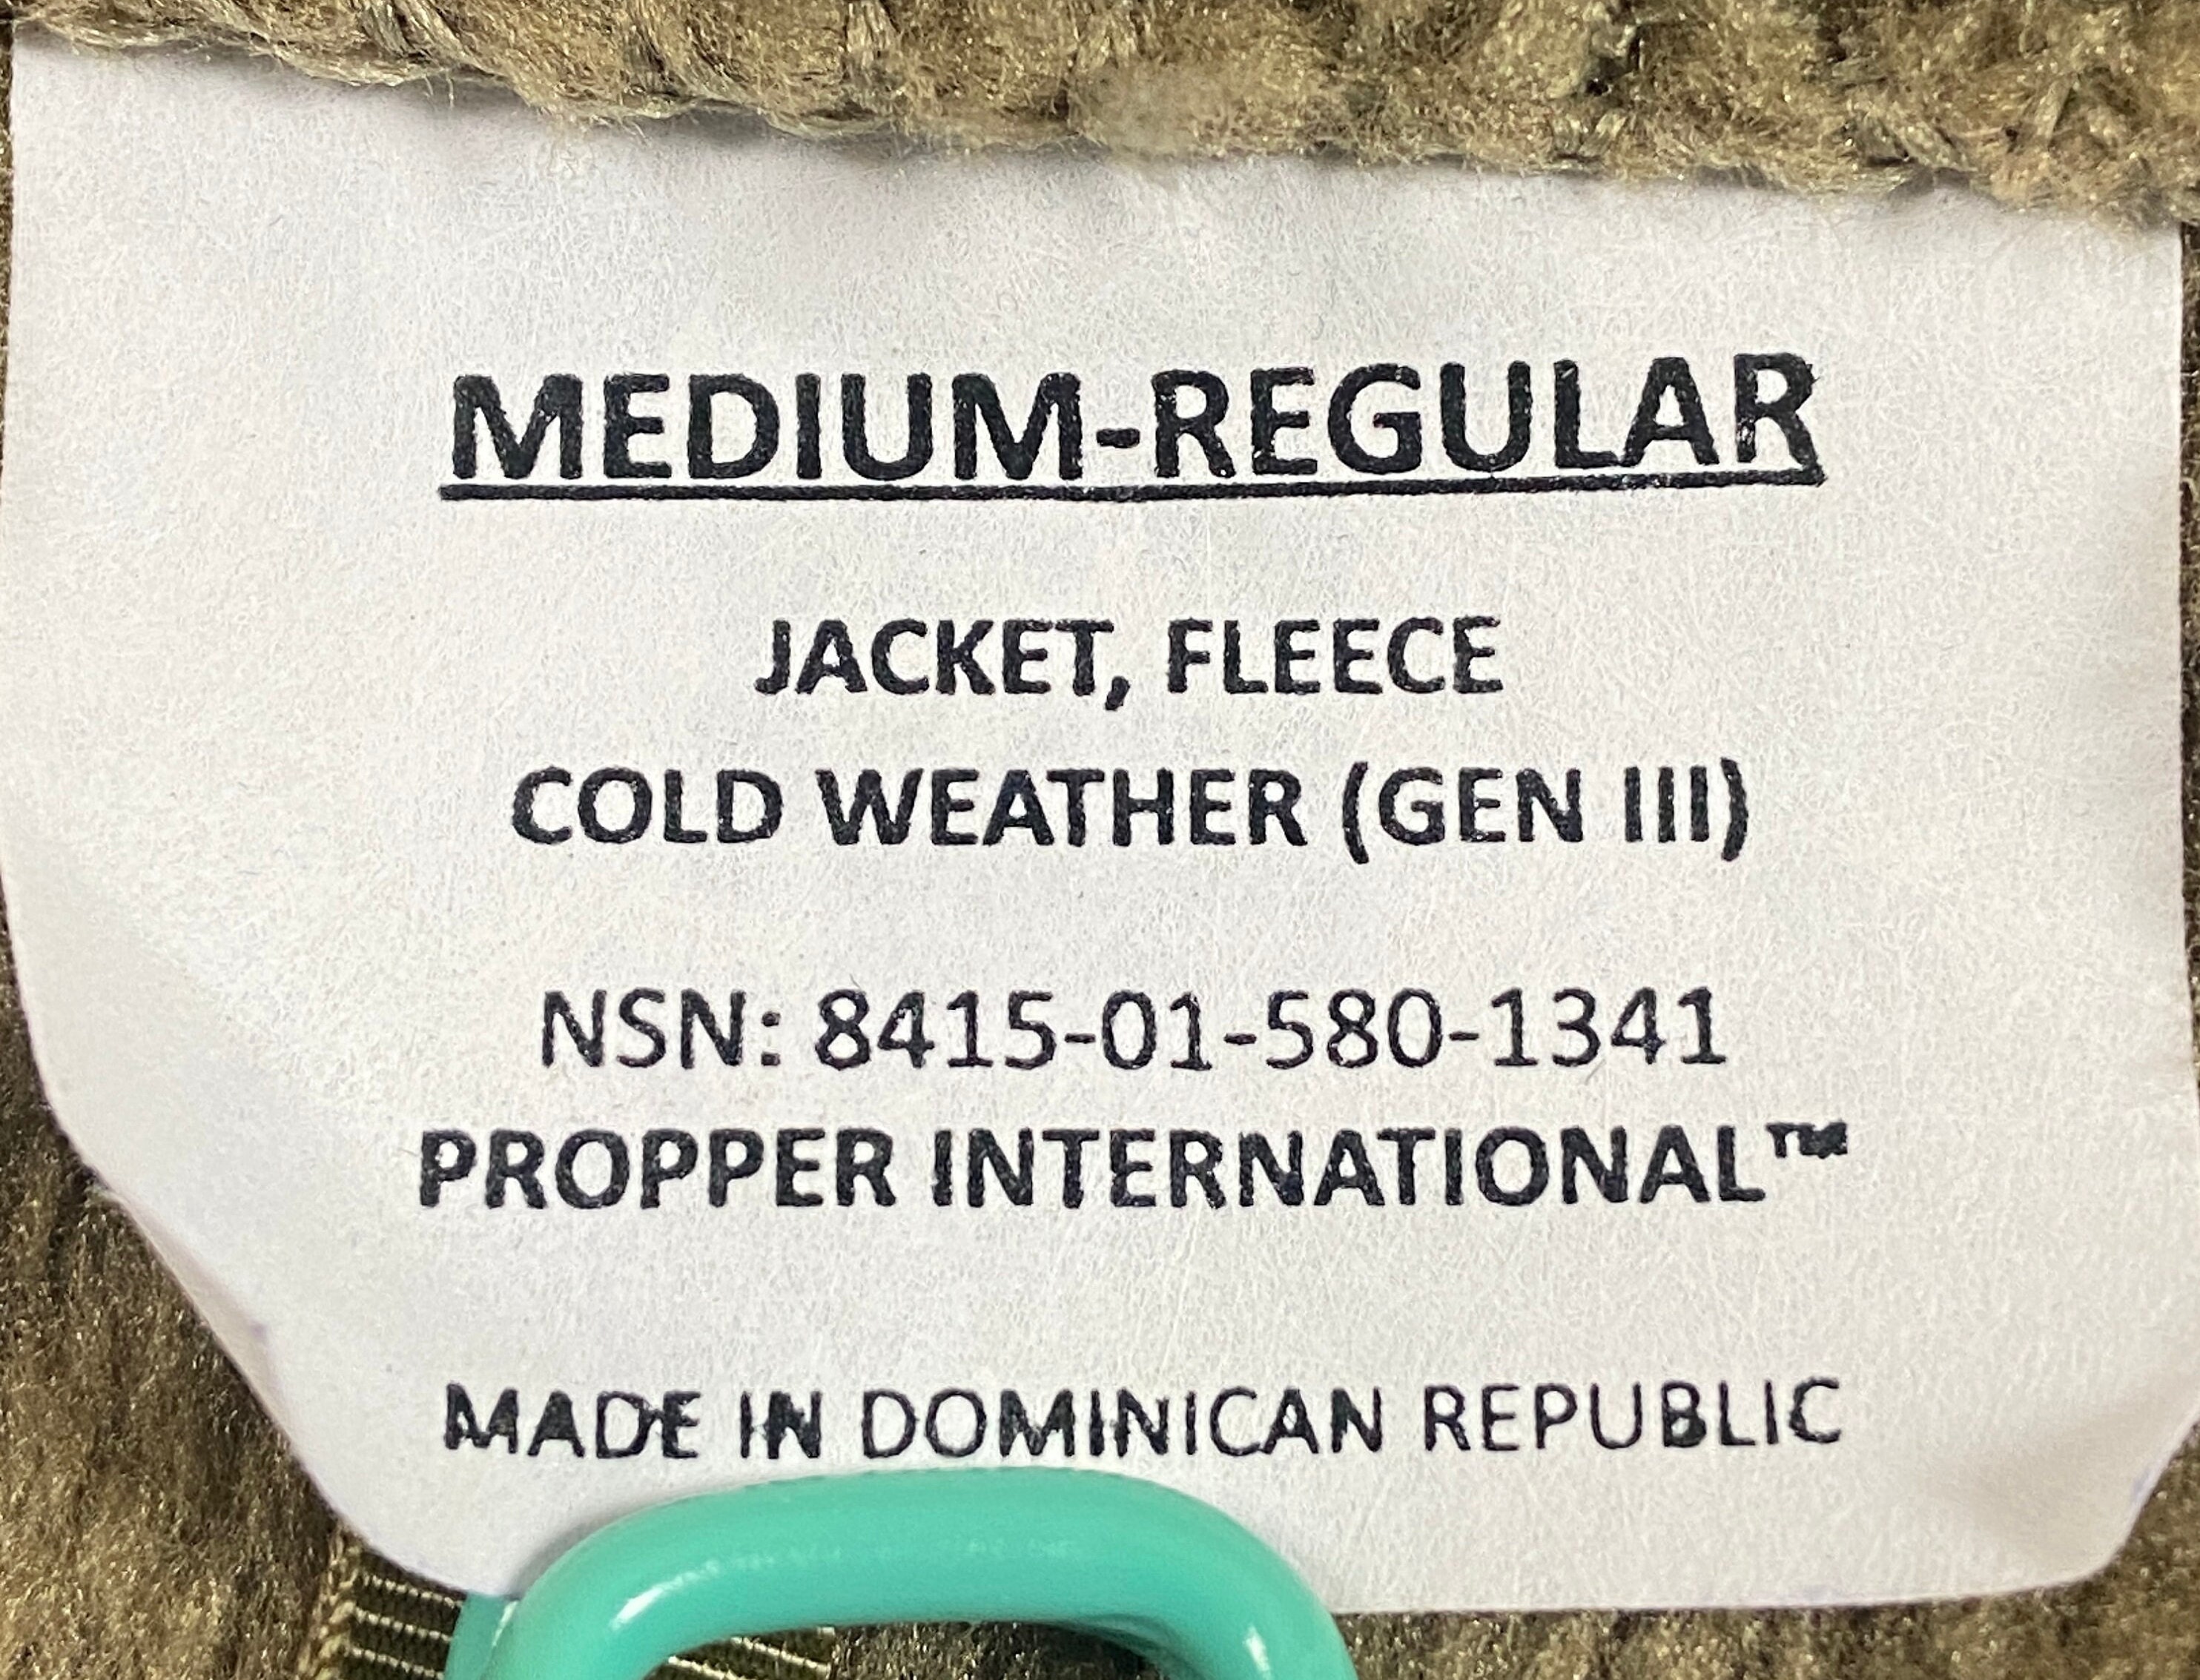 MEDIUM-REGULAR
JACKET, FLEECE
COLD WEATHER (GEN III)
NSN: 8415-01-580-1341
PROPPER INTERNATIONAL™
MADE IN DOMINICAN REPUBLIC